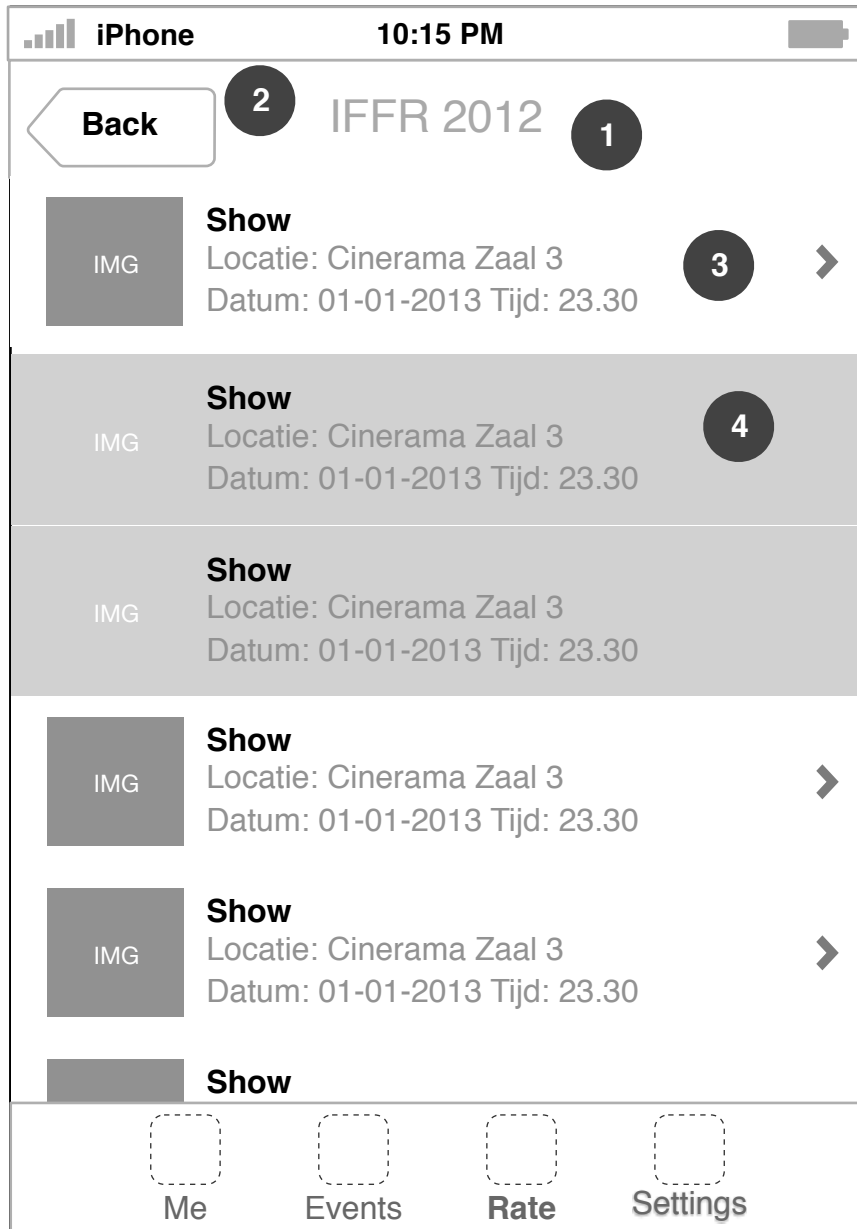 iPhone 10:15 PM
Back 2 IFFR 2012 1
Show
IMG Locatie: Cinerama Zaal 3 3
Datum: 01-01-2013 Tijd: 23.30
Show 4
IMG Locatie: Cinerama Zaal 3
Datum: 01-01-2013 Tijd: 23.30
Show
IMG Locatie: Cinerama Zaal 3
Datum: 01-01-2013 Tijd: 23.30
Show
IMG Locatie: Cinerama Zaal 3
Datum: 01-01-2013 Tijd: 23.30
Show
IMG Locatie: Cinerama Zaal 3
Datum: 01-01-2013 Tijd: 23.30
Show
Me Events Rate Settings